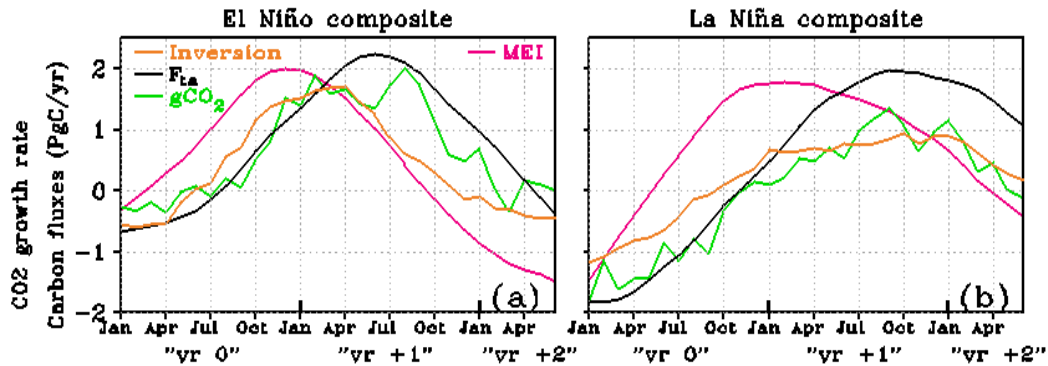 El Niño composite
La Niña composite
CO2 growth rate
Carbon fluxes (PgC/yr)
Inversion
MEI
F_ta
gCO₂
2
1
0
−1
−2
(a)
(b)
Jan Apr Jul Oct Jan Apr Jul Oct Jan Apr
Jan Apr Jul Oct Jan Apr Jul Oct Jan Apr
"yr 0" "yr +1" "yr +2"
"yr 0" "yr +1" "yr +2"